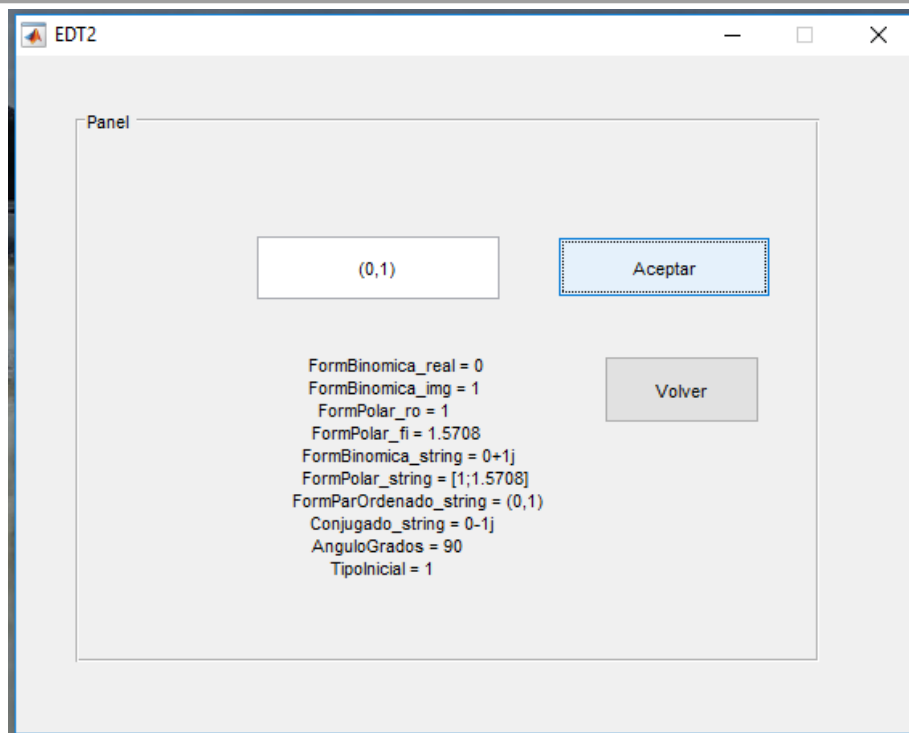 EDT2
Panel
(0,1)
Aceptar
FormBinomica_real = 0
FormBinomica_img = 1
FormPolar_ro = 1
FormPolar_fi = 1.5708
FormBinomica_string = 0+1j
FormPolar_string = [1;1.5708]
FormParOrdenado_string = (0,1)
Conjugado_string = 0-1j
AnguloGrados = 90
TipoInicial = 1
Volver